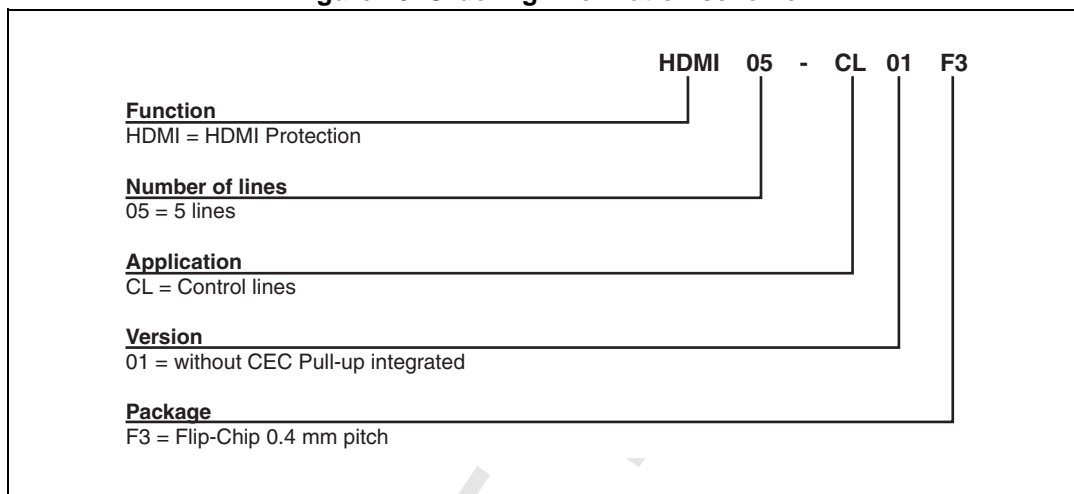 HDMI 05 - CL 01 F3
Function
HDMI = HDMI Protection
Number of lines
05 = 5 lines
Application
CL = Control lines
Version
01 = without CEC Pull-up integrated
Package
F3 = Flip-Chip 0.4 mm pitch